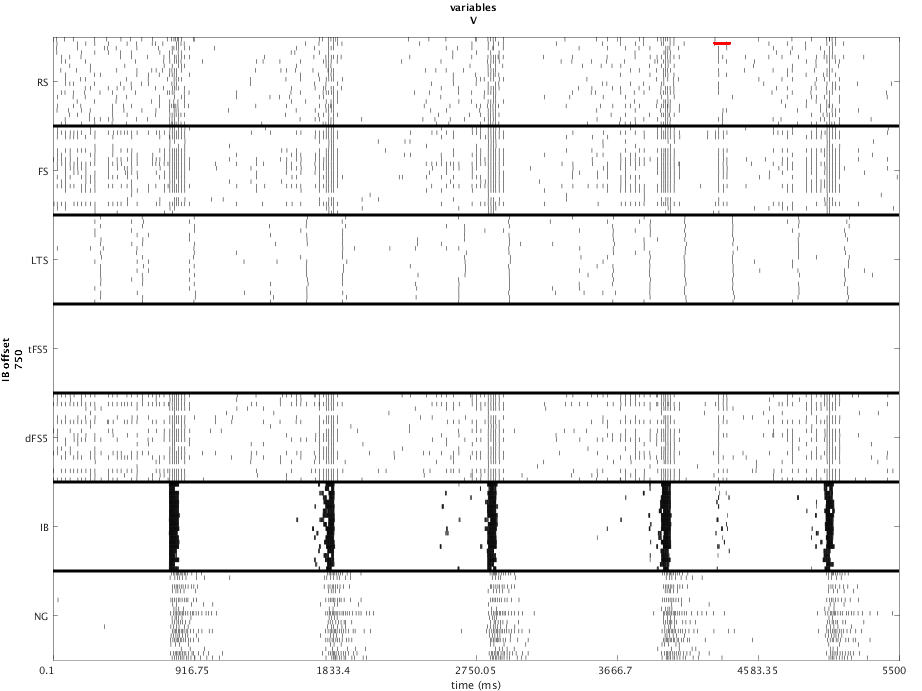 variables
V
RS
FS
LTS
tFS5
dFS5
IB
NG
IB offset
750
0.1
916.75
1833.4
2750.05
3666.7
4583.35
5500
time (ms)